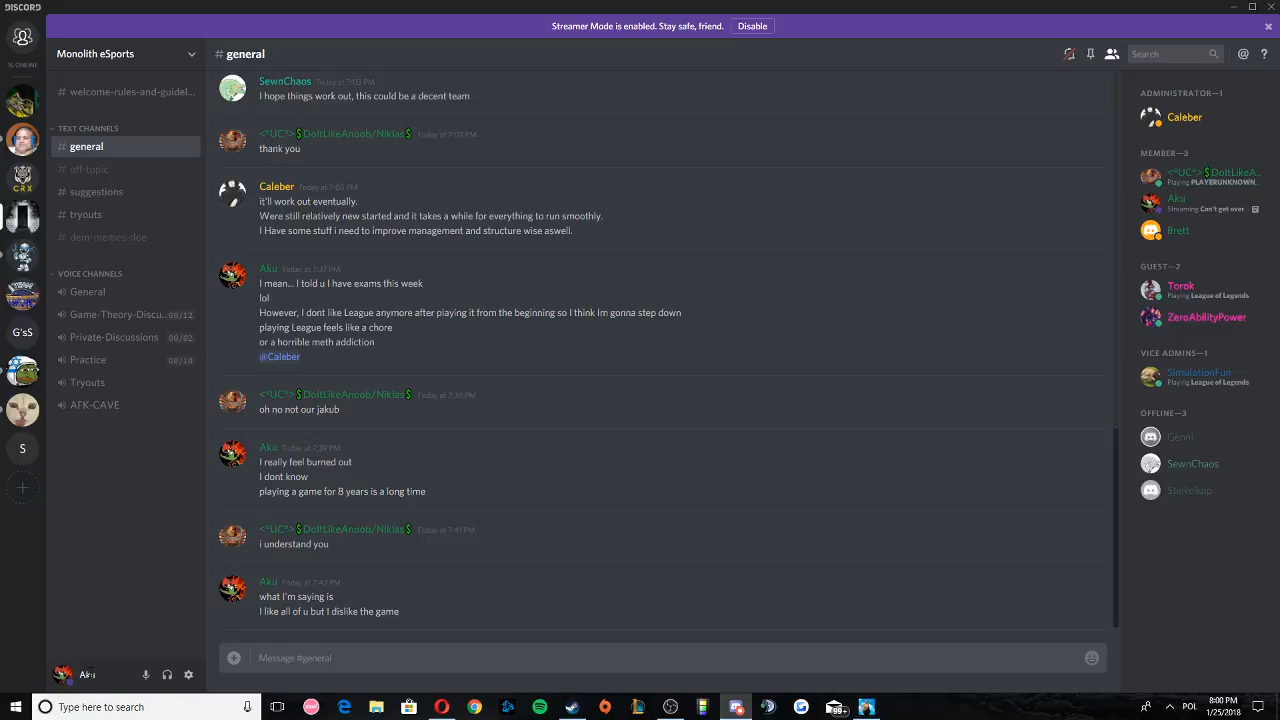 DISCORD
Streamer Mode is enabled. Stay safe, friend.
Disable
16 ONLINE
CRX
G'sS
S
Monolith eSports
# welcome-rules-and-guidel...
TEXT CHANNELS
# general
# off-topic
# suggestions
# tryouts
# dem-memes-doe
VOICE CHANNELS
General
Game-Theory-Discu... 00/12
Private-Discussions 00/02
Practice 00/10
Tryouts
AFK-CAVE
Aku
# general
Search
SewnChaos Today at 7:03 PM
I hope things work out, this could be a decent team
<°UC°>$DoItLikeAnoob/Niklas$ Today at 7:03 PM
thank you
Caleber Today at 7:05 PM
it'll work out eventually.
Were still relatively new started and it takes a while for everything to run smoothly.
I Have some stuff i need to improve management and structure wise aswell.
Aku Today at 7:37 PM
I mean... I told u I have exams this week
lol
However, I dont like League anymore after playing it from the beginning so I think Im gonna step down
playing League feels like a chore
or a horrible meth addiction
@Caleber
<°UC°>$DoItLikeAnoob/Niklas$ Today at 7:39 PM
oh no not our jakub
Aku Today at 7:39 PM
I really feel burned out
I dont know
playing a game for 8 years is a long time
<°UC°>$DoItLikeAnoob/Niklas$ Today at 7:41 PM
i understand you
Aku Today at 7:42 PM
what I'm saying is
I like all of u but I dislike the game
Message #general
ADMINISTRATOR—1
Caleber
MEMBER—3
<°UC°>$DoItLikeA...
Playing PLAYERUNKNOWN...
Aku
Streaming Can't get over...
Brett
GUEST—2
Torok
Playing League of Legends
ZeroAbilityPower
VICE ADMINS—1
SimulationFun
Playing League of Legends
OFFLINE—3
Genni
SewnChaos
Stekelkop
Type here to search
osu!
99+
POL
8:00 PM
1/25/2018